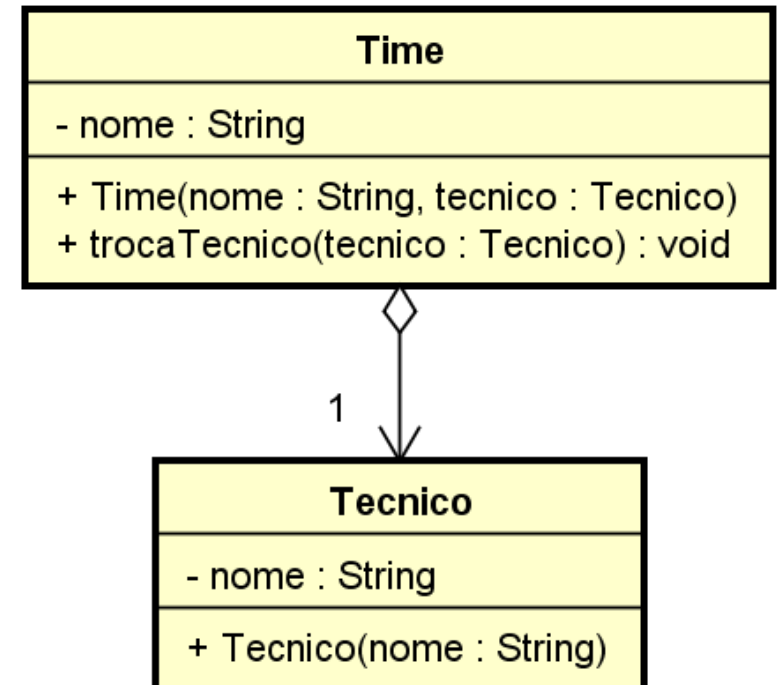 Time
- nome : String
+ Time(nome : String, tecnico : Tecnico)
+ trocaTecnico(tecnico : Tecnico) : void
1
Tecnico
- nome : String
+ Tecnico(nome : String)